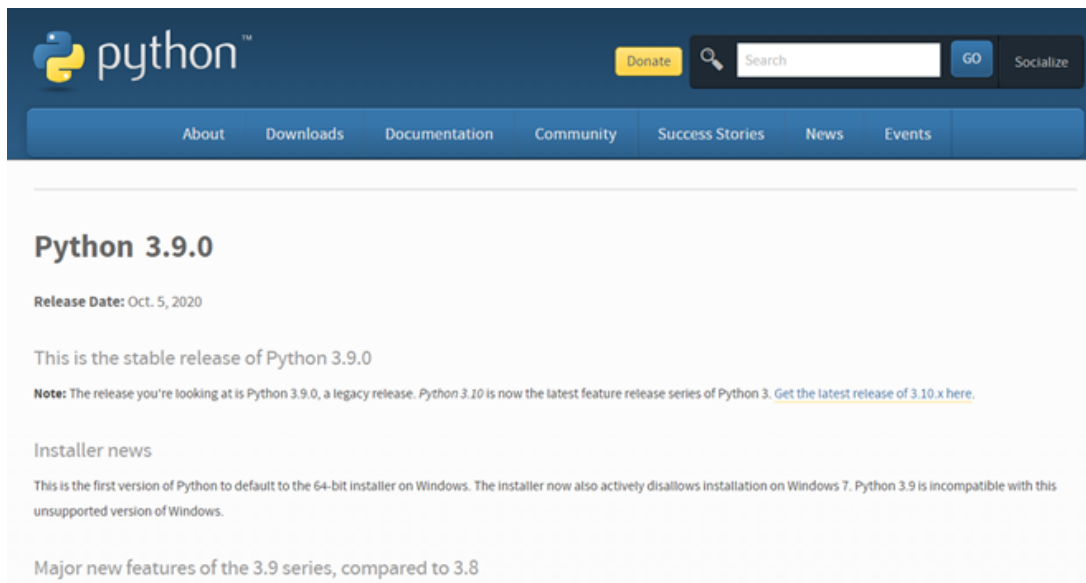 python™
Donate
Search
GO
Socialize
About Downloads Documentation Community Success Stories News Events
Python 3.9.0
Release Date: Oct. 5, 2020
This is the stable release of Python 3.9.0
Note: The release you're looking at is Python 3.9.0, a legacy release. Python 3.10 is now the latest feature release series of Python 3. Get the latest release of 3.10.x here.
Installer news
This is the first version of Python to default to the 64-bit installer on Windows. The installer now also actively disallows installation on Windows 7. Python 3.9 is incompatible with this
unsupported version of Windows.
Major new features of the 3.9 series, compared to 3.8